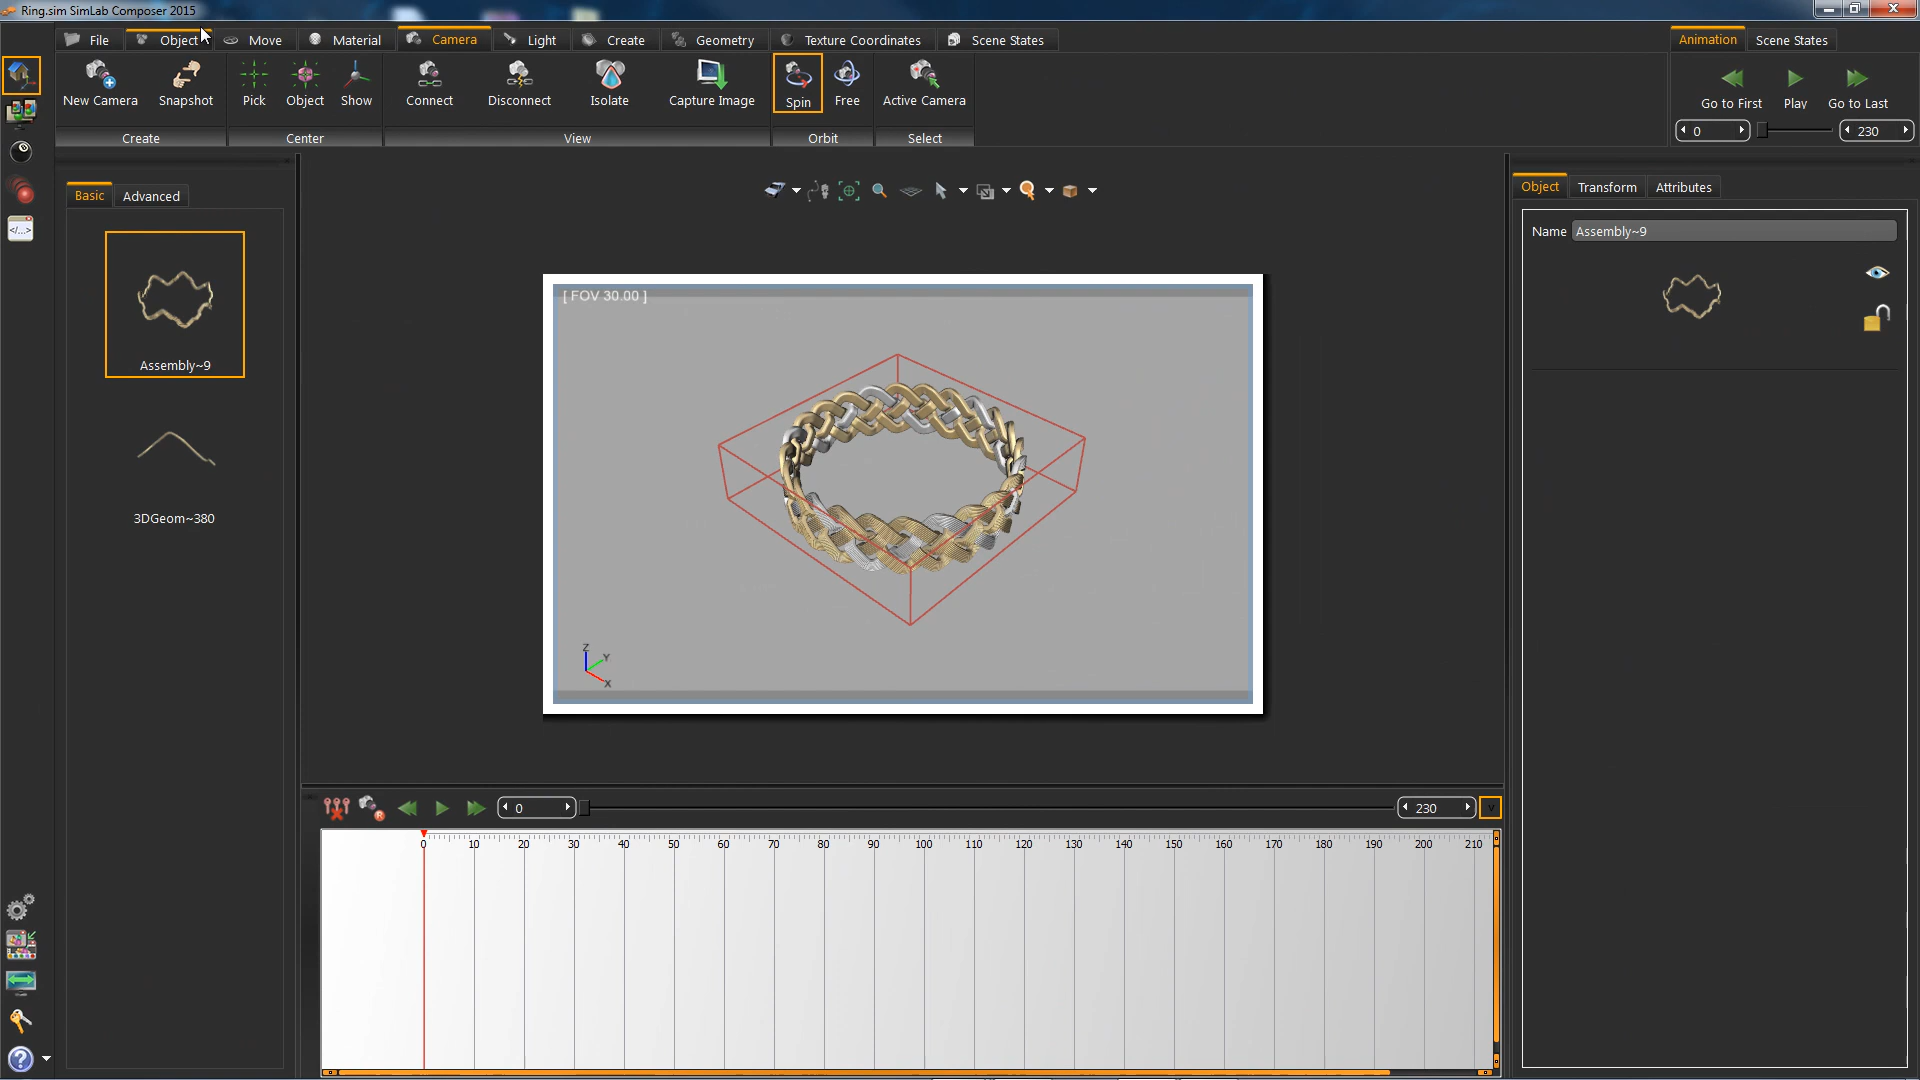 Ring.sim SimLab Composer 2015
File
Object
Move
Material
Camera
Light
Create
Geometry
Texture Coordinates
Scene States
Animation
Scene States
New Camera
Snapshot
Pick
Object
Show
Connect
Disconnect
Isolate
Capture Image
Spin
Free
Active Camera
Go to First
Play
Go to Last
0
230
Create
Center
View
Orbit
Select
Basic
Advanced
Assembly~9
3DGeom~380
[ FOV 30.00 ]
Z
Y
X
Object
Transform
Attributes
Name Assembly~9
0
230
V
0 10 20 30 40 50 60 70 80 90 100 110 120 130 140 150 160 170 180 190 200 210